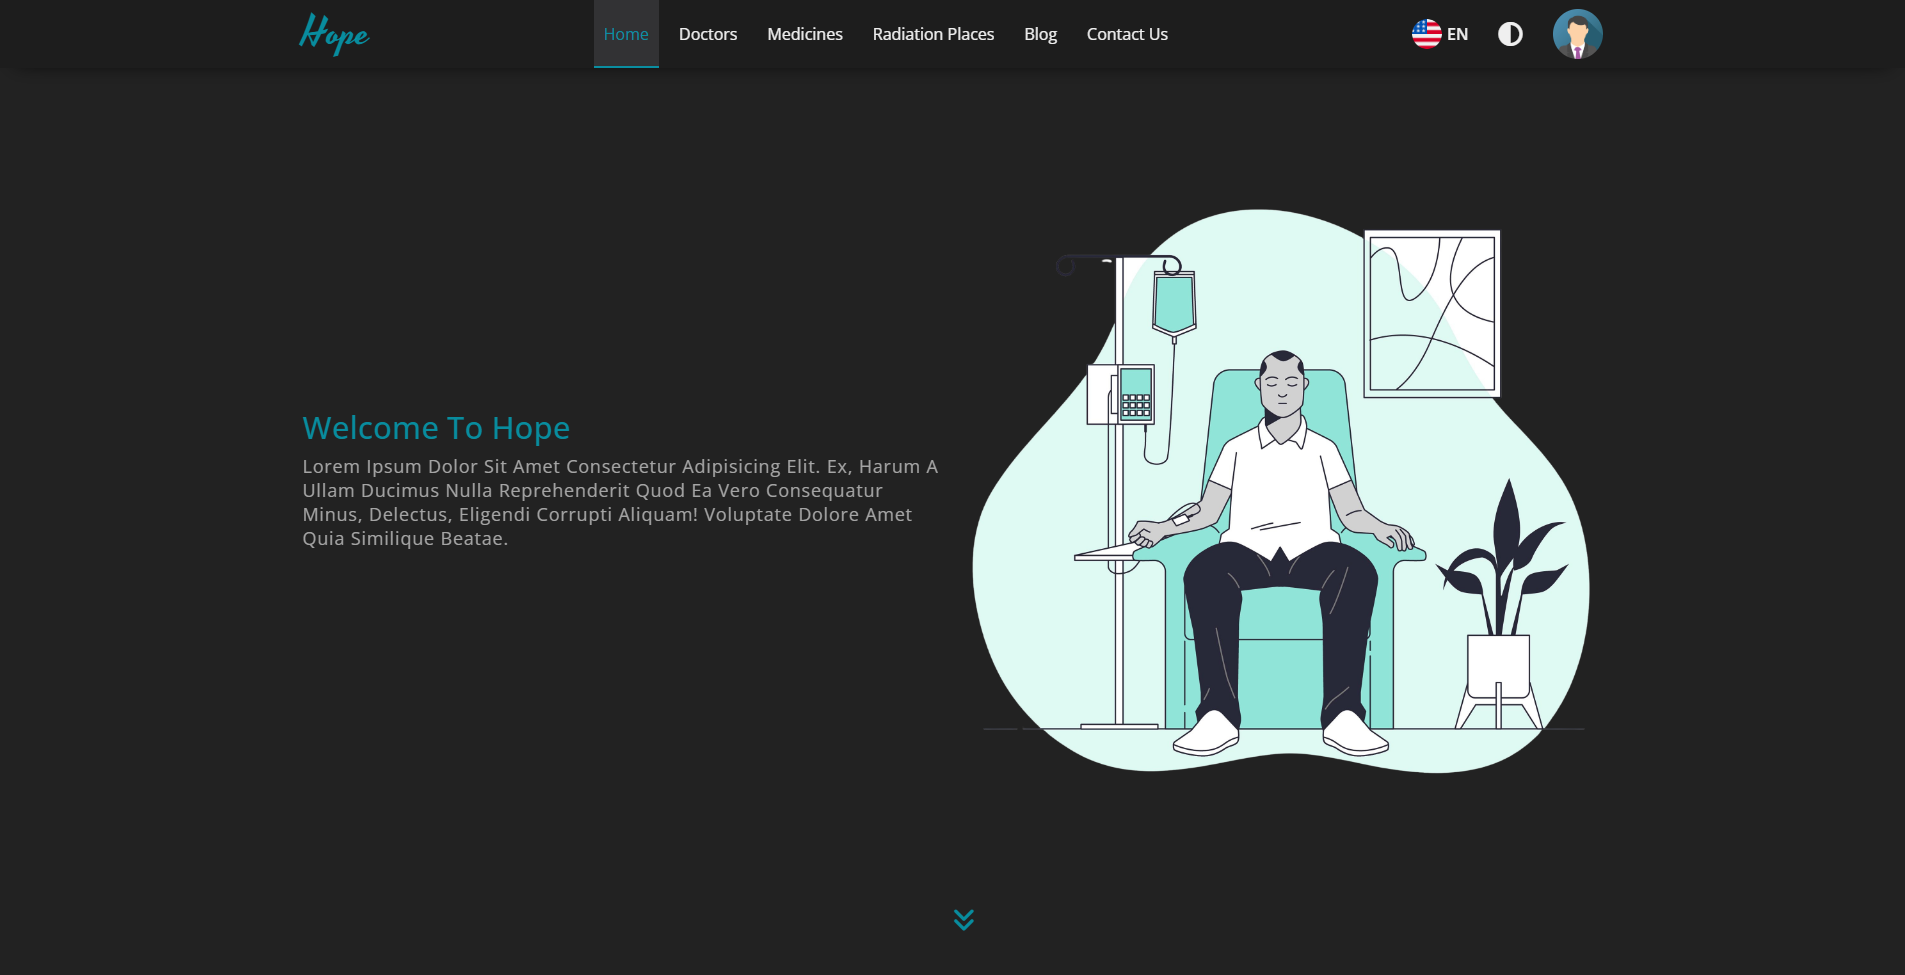 Hope
Home Doctors Medicines Radiation Places Blog Contact Us
EN
Welcome To Hope
Lorem Ipsum Dolor Sit Amet Consectetur Adipisicing Elit. Ex, Harum A
Ullam Ducimus Nulla Reprehenderit Quod Ea Vero Consequatur
Minus, Delectus, Eligendi Corrupti Aliquam! Voluptate Dolore Amet
Quia Similique Beatae.